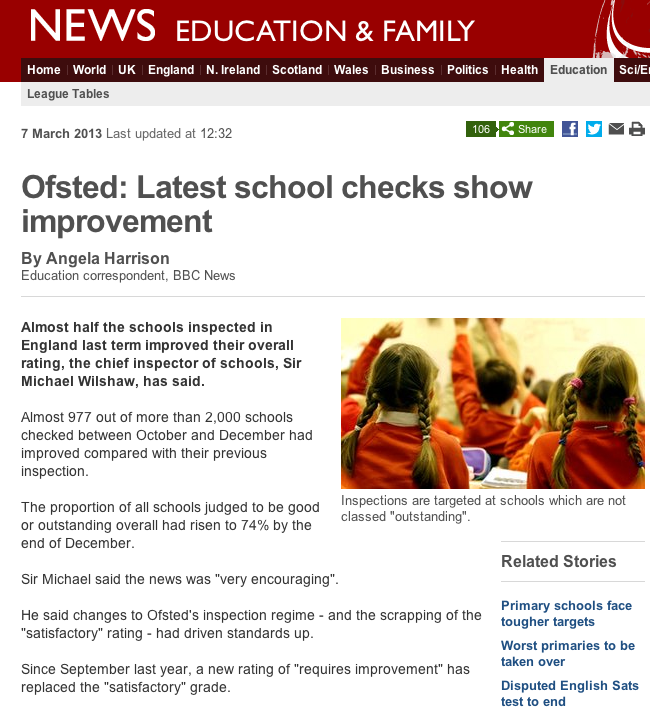 NEWS EDUCATION & FAMILY
Home World UK England N. Ireland Scotland Wales Business Politics Health Education Sci/En
League Tables
7 March 2013 Last updated at 12:32
106 Share
Ofsted: Latest school checks show
improvement
By Angela Harrison
Education correspondent, BBC News
Almost half the schools inspected in
England last term improved their overall
rating, the chief inspector of schools, Sir
Michael Wilshaw, has said.
Almost 977 out of more than 2,000 schools
checked between October and December had
improved compared with their previous
inspection.
The proportion of all schools judged to be good
or outstanding overall had risen to 74% by the
end of December.
Sir Michael said the news was "very encouraging".
He said changes to Ofsted's inspection regime - and the scrapping of the
"satisfactory" rating - had driven standards up.
Since September last year, a new rating of "requires improvement" has
replaced the "satisfactory" grade.
Inspections are targeted at schools which are not
classed "outstanding".
Related Stories
Primary schools face
tougher targets
Worst primaries to be
taken over
Disputed English Sats
test to end